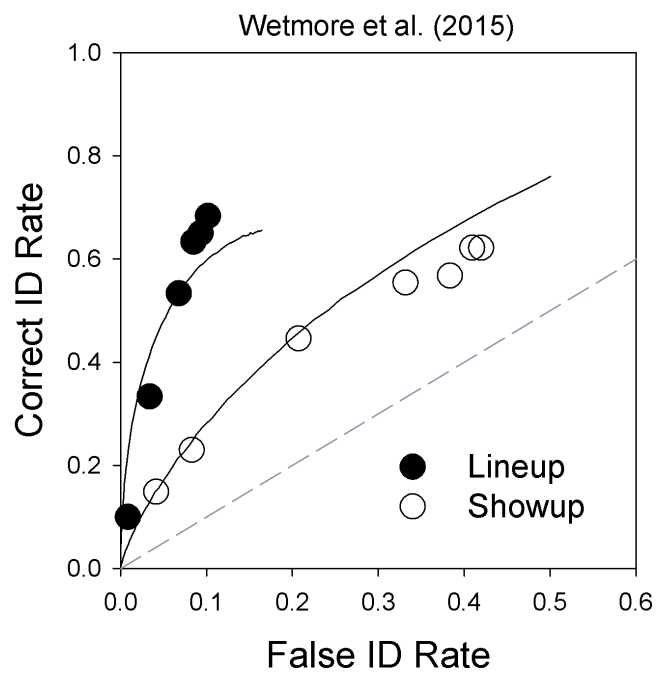 Wetmore et al. (2015)
1.0
0.8
0.6
0.4
0.2
0.0
Correct ID Rate
Lineup
Showup
0.0 0.1 0.2 0.3 0.4 0.5 0.6
False ID Rate